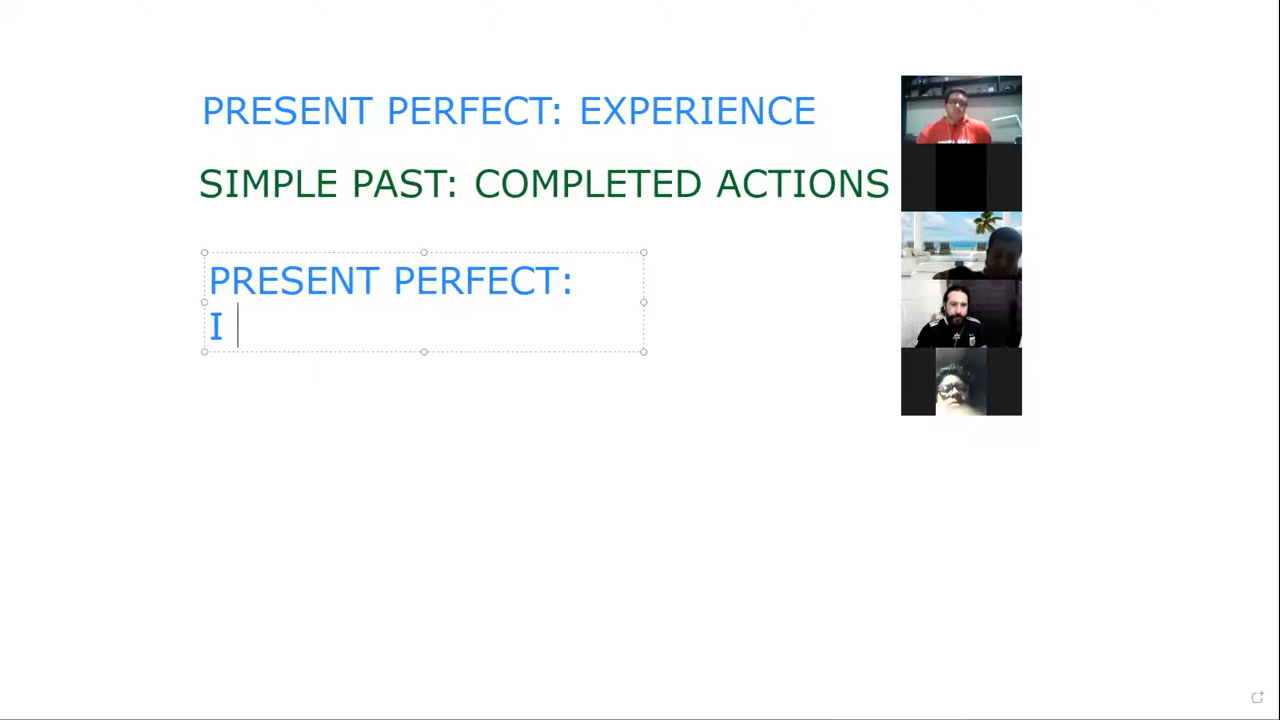 PRESENT PERFECT: EXPERIENCE
SIMPLE PAST: COMPLETED ACTIONS
PRESENT PERFECT:
I